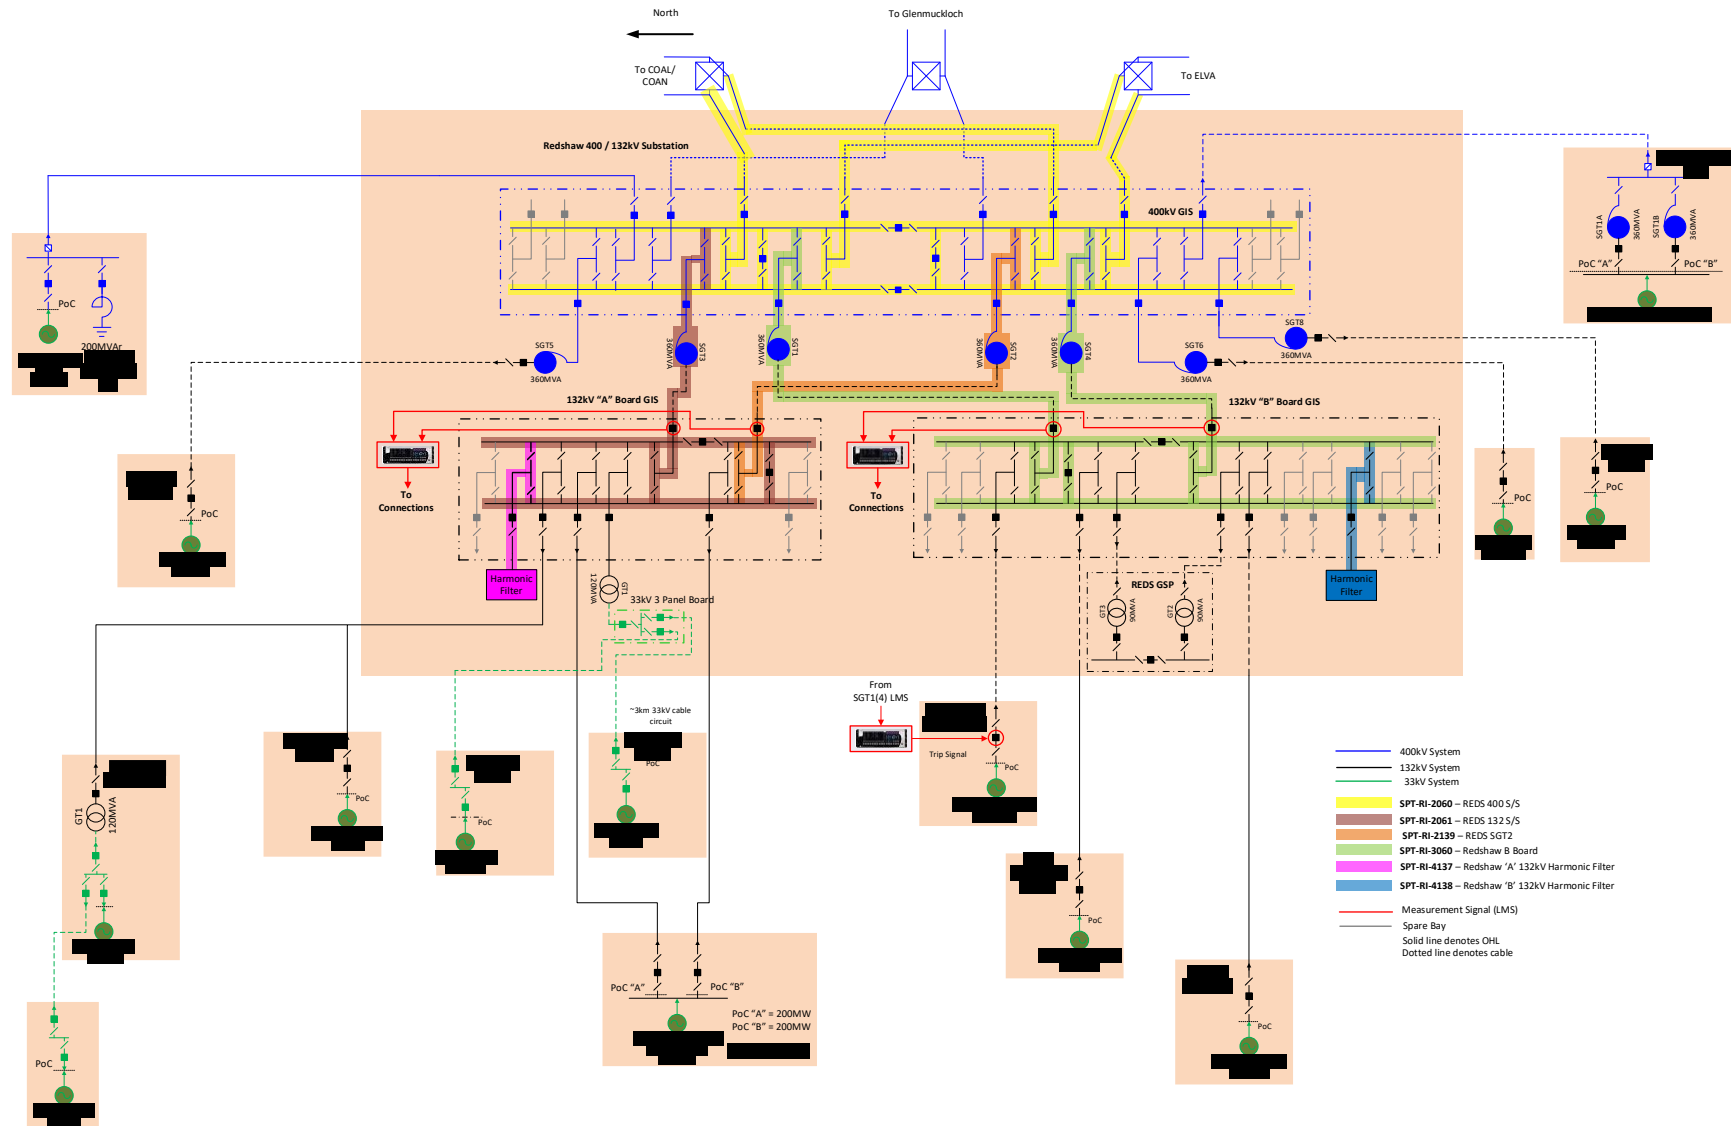 North
To Glenmuckloch
To COAL/
COAN
To ELVA
Redshaw 400 / 132kV Substation
400kV GIS
SGT1A
360MVA
SGT1B
360MVA
PoC "A"
PoC "B"
PoC
200MVAr
SGT5
360MVA
SGT3
360MVA
SGT1
360MVA
SGT2
360MVA
SGT4
360MVA
SGT6
360MVA
SGT8
360MVA
132kV "A" Board GIS
132kV "B" Board GIS
To
Connections
To
Connections
PoC
PoC
PoC
Harmonic
Filter
GT1
120MVA
33kV 3 Panel Board
REDS GSP
GT3
90MVA
GT2
90MVA
Harmonic
Filter
From
SGT1(4) LMS
~3km 33kV cable
circuit
Trip Signal
PoC
PoC
GT1
120MVA
PoC
PoC
PoC
PoC
PoC
PoC "A"
PoC "B"
PoC "A" = 200MW
PoC "B" = 200MW
400kV System
132kV System
33kV System
SPT-RI-2060 – REDS 400 S/S
SPT-RI-2061 – REDS 132 S/S
SPT-RI-2139 – REDS SGT2
SPT-RI-3060 – Redshaw B Board
SPT-RI-4137 – Redshaw 'A' 132kV Harmonic Filter
SPT-RI-4138 – Redshaw 'B' 132kV Harmonic Filter
Measurement Signal (LMS)
Spare Bay
Solid line denotes OHL
Dotted line denotes cable